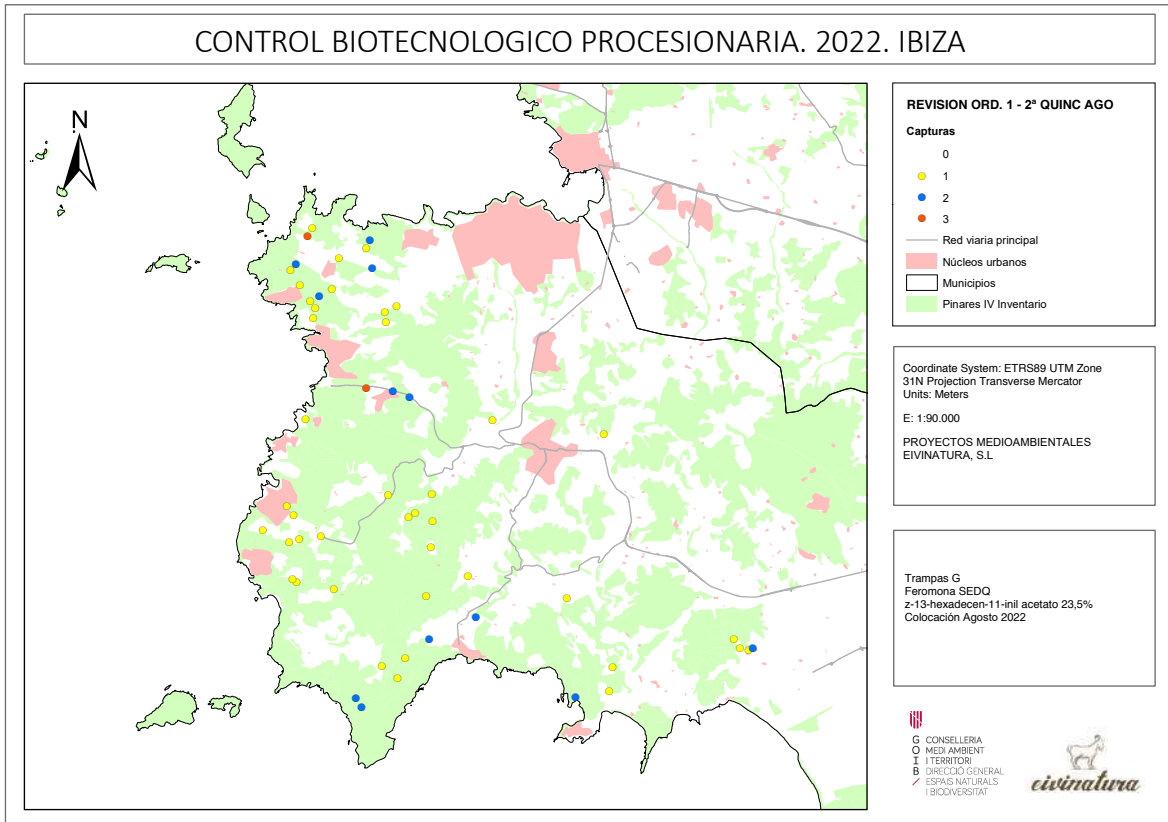 CONTROL BIOTECNOLOGICO PROCESIONARIA. 2022. IBIZA
N
REVISION ORD. 1 - 2ª QUINC AGO
Capturas
0
1
2
3
Red viaria principal
Núcleos urbanos
Municipios
Pinares IV Inventario
Coordinate System: ETRS89 UTM Zone
31N Projection Transverse Mercator
Units: Meters
E: 1:90.000
PROYECTOS MEDIOAMBIENTALES
EIVINATURA, S.L
Trampas G
Feromona SEDQ
z-13-hexadecen-11-inil acetato 23,5%
Colocación Agosto 2022
G CONSELLERIA
O MEDI AMBIENT
I I TERRITORI
B DIRECCIÓ GENERAL
/ ESPAIS NATURALS
I BIODIVERSITAT
eivinatura